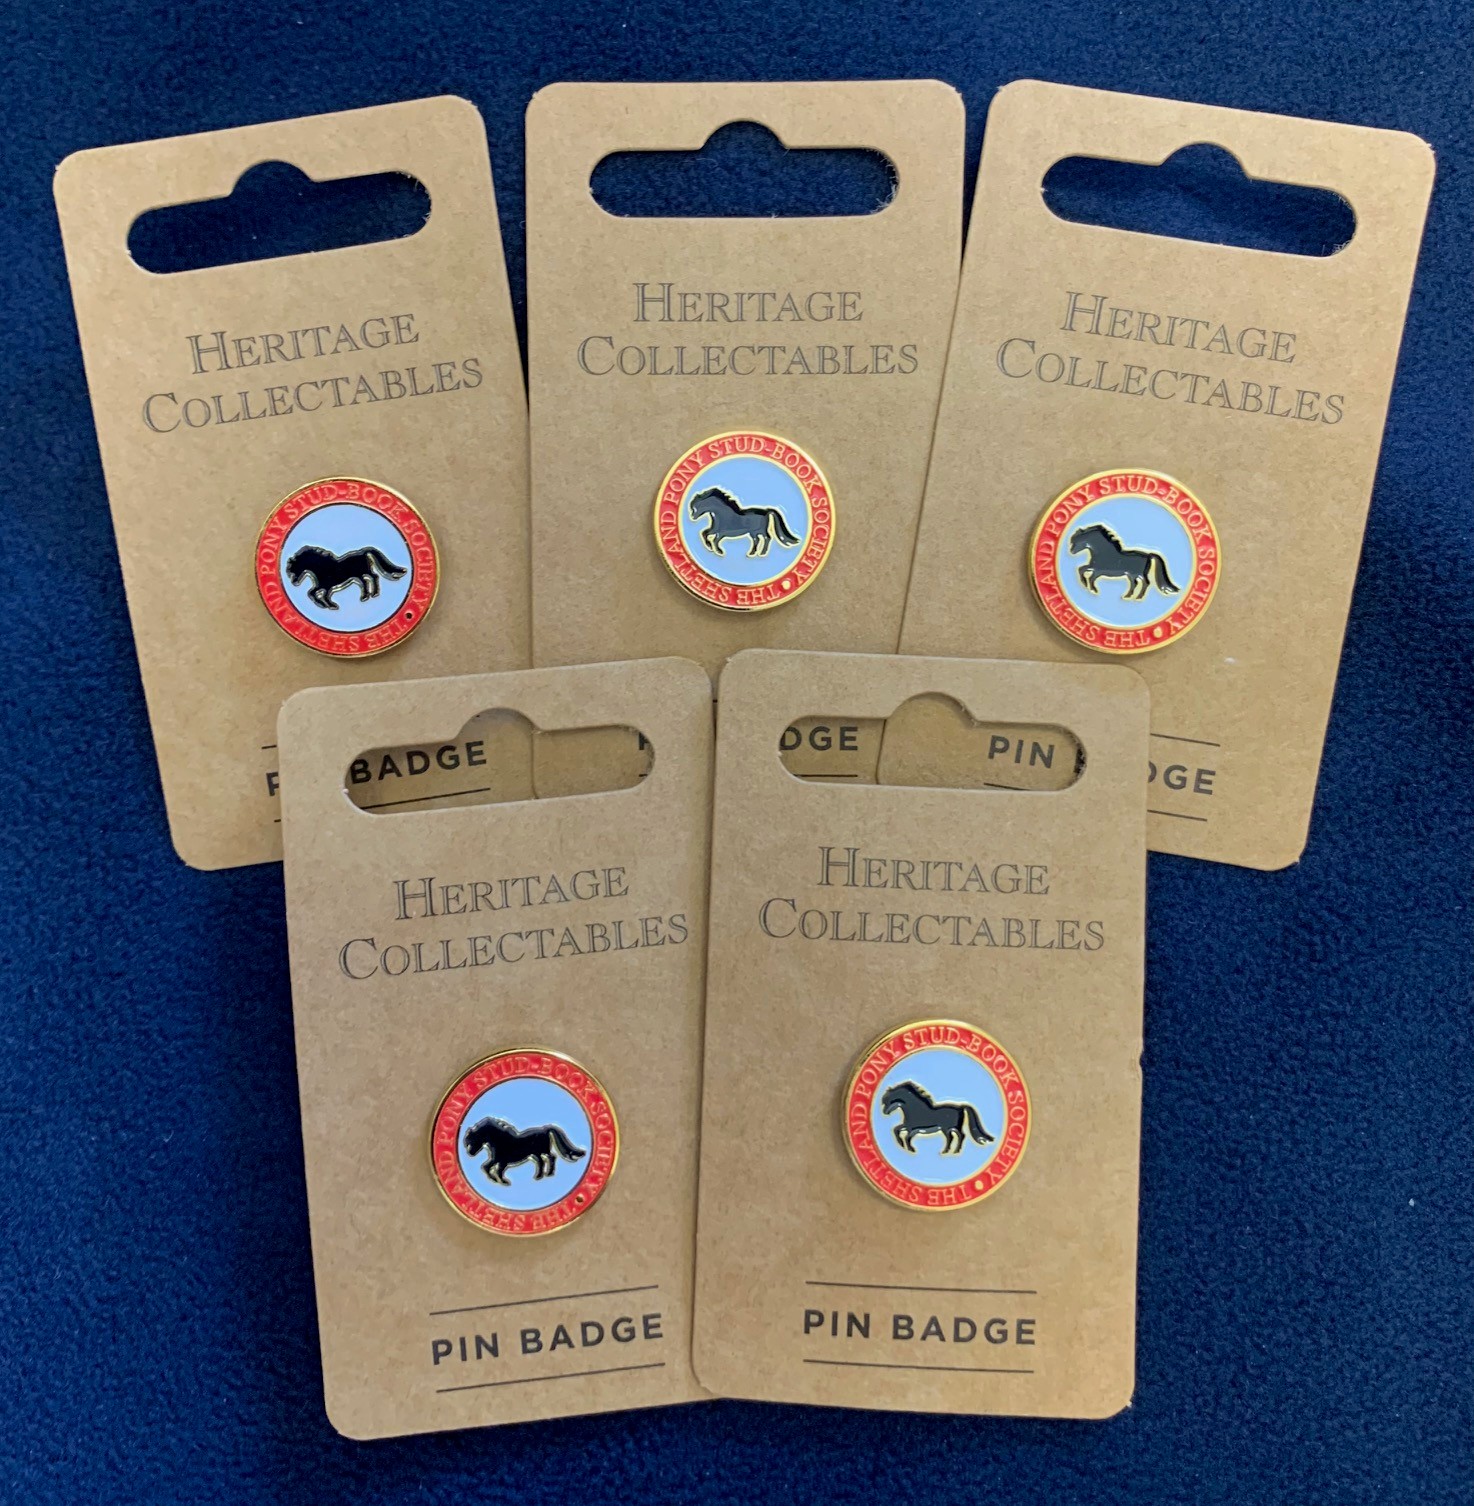 HERITAGE
COLLECTABLES
THE SHETLAND PONY STUD-BOOK SOCIETY •
P BADGE
HERITAGE
COLLECTABLES
THE SHETLAND PONY STUD-BOOK SOCIETY •
DGE
HERITAGE
COLLECTABLES
THE SHETLAND PONY STUD-BOOK SOCIETY •
PIN DGE
HERITAGE
COLLECTABLES
THE SHETLAND PONY STUD-BOOK SOCIETY •
PIN BADGE
HERITAGE
COLLECTABLES
THE SHETLAND PONY STUD-BOOK SOCIETY •
PIN BADGE